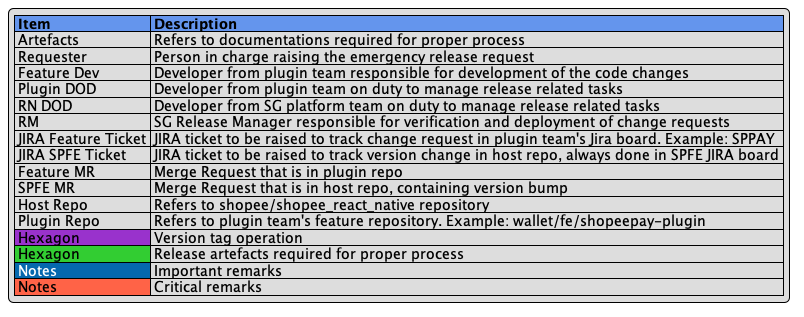 Item Description
Artefacts Refers to documentations required for proper process
Requester Person in charge raising the emergency release request
Feature Dev Developer from plugin team responsible for development of the code changes
Plugin DOD Developer from plugin team on duty to manage release related tasks
RN DOD Developer from SG platform team on duty to manage release related tasks
RM SG Release Manager responsible for verification and deployment of change requests
JIRA Feature Ticket JIRA ticket to be raised to track change request in plugin team's Jira board. Example: SPPAY
JIRA SPFE Ticket JIRA ticket to be raised to track version change in host repo, always done in SPFE JIRA board
Feature MR Merge Request that is in plugin repo
SPFE MR Merge Request that is in host repo, containing version bump
Host Repo Refers to shopee/shopee_react_native repository
Plugin Repo Refers to plugin team's feature repository. Example: wallet/fe/shopeepay-plugin
Hexagon Version tag operation
Hexagon Release artefacts required for proper process
Notes Important remarks
Notes Critical remarks